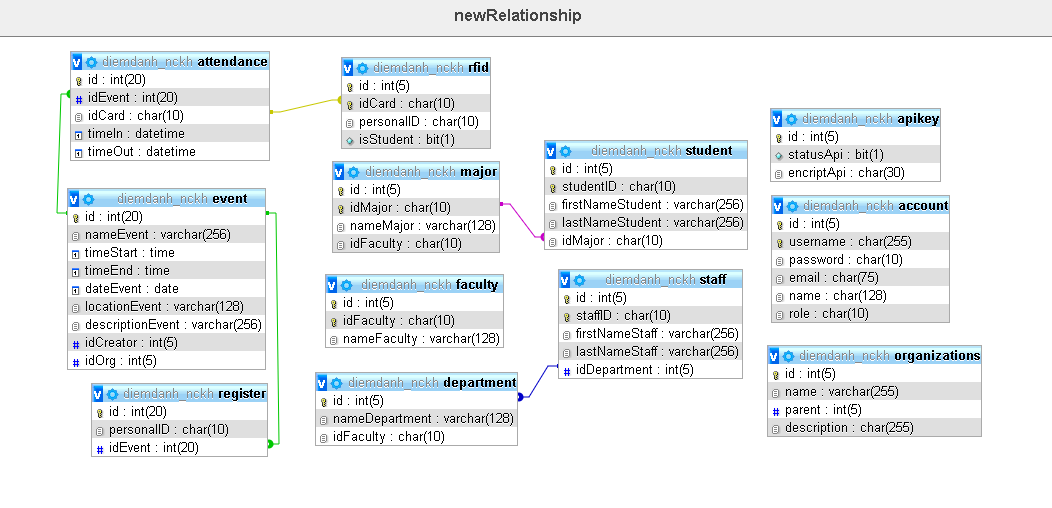 newRelationship
diemdanh_nckh attendance
id : int(20)
idEvent : int(20)
idCard : char(10)
timeIn : datetime
timeOut : datetime
diemdanh_nckh event
id : int(20)
nameEvent : varchar(256)
timeStart : time
timeEnd : time
dateEvent : date
locationEvent : varchar(128)
descriptionEvent : varchar(256)
idCreator : int(5)
idOrg : int(5)
diemdanh_nckh register
id : int(20)
personalID : char(10)
idEvent : int(20)
diemdanh_nckh rfid
id : int(5)
idCard : char(10)
personalID : char(10)
isStudent : bit(1)
diemdanh_nckh major
id : int(5)
idMajor : char(10)
nameMajor : varchar(128)
idFaculty : char(10)
diemdanh_nckh faculty
id : int(5)
idFaculty : char(10)
nameFaculty : varchar(128)
diemdanh_nckh department
id : int(5)
nameDepartment : varchar(128)
idFaculty : char(10)
diemdanh_nckh student
id : int(5)
studentID : char(10)
firstNameStudent : varchar(256)
lastNameStudent : varchar(256)
idMajor : char(10)
diemdanh_nckh staff
id : int(5)
staffID : char(10)
firstNameStaff : varchar(256)
lastNameStaff : varchar(256)
idDepartment : int(5)
diemdanh_nckh apikey
id : int(5)
statusApi : bit(1)
encriptApi : char(30)
diemdanh_nckh account
id : int(5)
username : char(255)
password : char(10)
email : char(75)
name : char(128)
role : char(10)
diemdanh_nckh organizations
id : int(5)
name : varchar(255)
parent : int(5)
description : char(255)